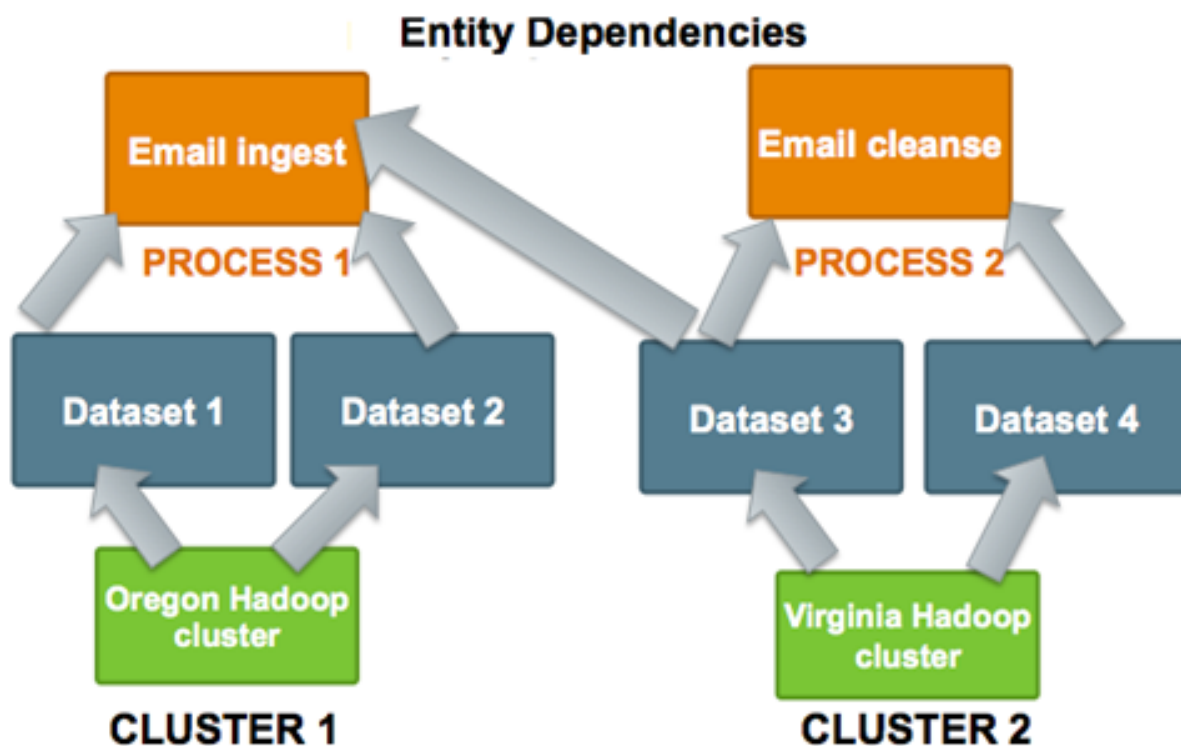 Entity Dependencies
Email ingest
Email cleanse
PROCESS 1
PROCESS 2
Dataset 1
Dataset 2
Dataset 3
Dataset 4
Oregon Hadoop
cluster
Virginia Hadoop
cluster
CLUSTER 1
CLUSTER 2